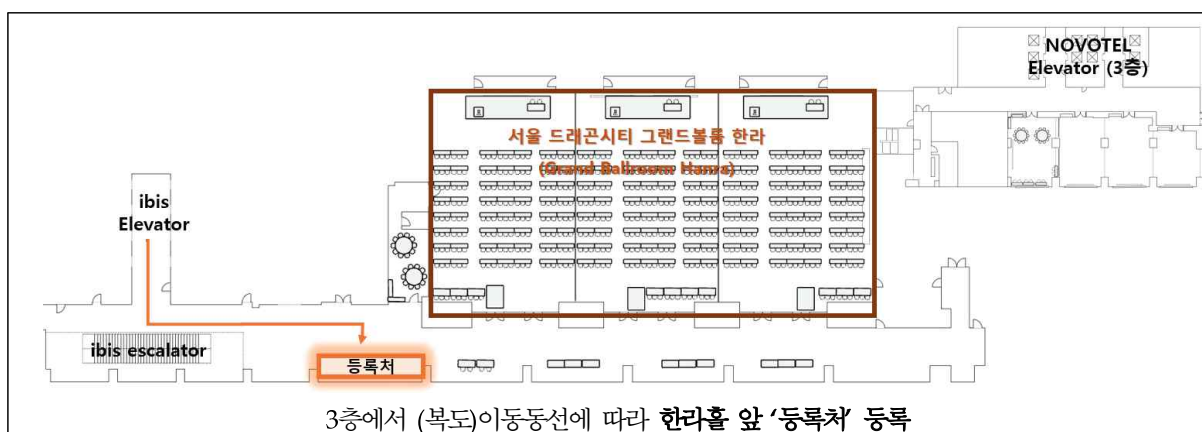 NOVOTEL
Elevator (3층)
서울 드래곤시티 그랜드볼룸 한라
(Grand Ballroom Hanra)
ibis
Elevator
ibis escalator
등록처
3층에서 (복도)이동동선에 따라 한라홀 앞 '등록처' 등록